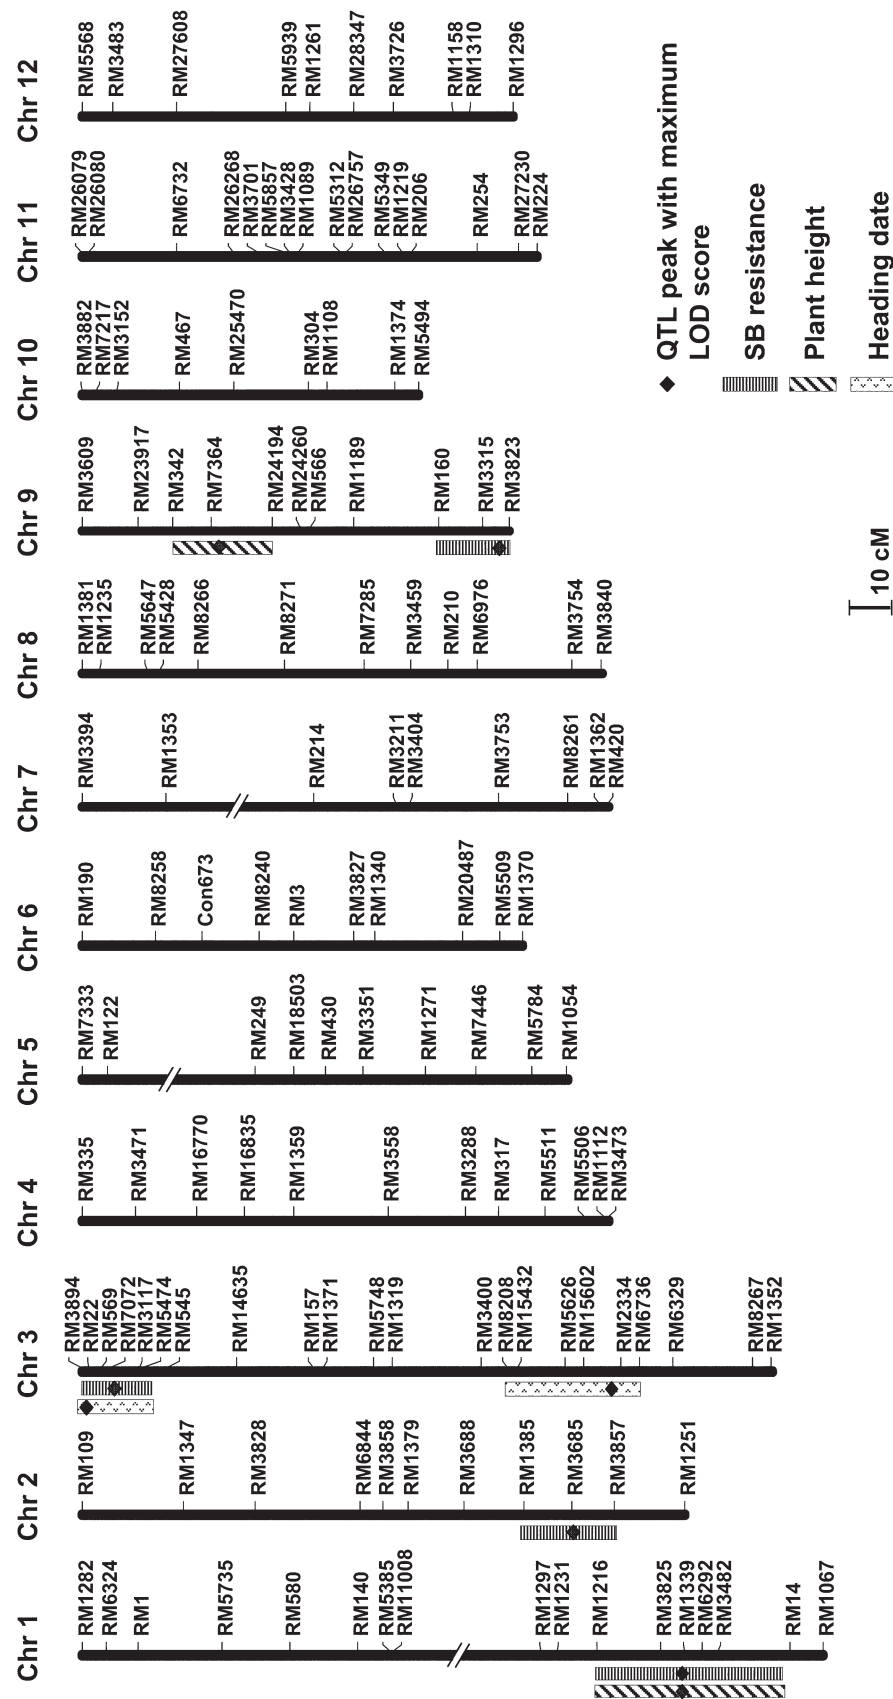 Chr 1
RM1282
RM6324
RM1
RM5735
RM580
RM140
RM5385
RM11008
RM1297
RM1231
RM1216
RM3825
RM1339
RM6292
RM3482
RM14
RM1067
Chr 2
RM109
RM1347
RM3828
RM6844
RM3858
RM1379
RM3688
RM1385
RM3685
RM3857
RM1251
Chr 3
RM3894
RM22
RM569
RM7072
RM3117
RM5474
RM545
RM14635
RM157
RM1371
RM5748
RM1319
RM3400
RM8208
RM15432
RM5626
RM15602
RM2334
RM6736
RM6329
RM8267
RM1352
Chr 4
RM335
RM3471
RM16770
RM16835
RM1359
RM3558
RM3288
RM317
RM5511
RM5506
RM1112
RM3473
Chr 5
RM7333
RM122
RM249
RM18503
RM430
RM3351
RM1271
RM7446
RM5784
RM1054
Chr 6
RM190
RM8258
Con673
RM8240
RM3
RM3827
RM1340
RM20487
RM5509
RM1370
Chr 7
RM3394
RM1353
RM214
RM3211
RM3404
RM3753
RM8261
RM1362
RM420
Chr 8
RM1381
RM1235
RM5647
RM5428
RM8266
RM8271
RM7285
RM3459
RM210
RM6976
RM3754
RM3840
Chr 9
RM3609
RM23917
RM342
RM7364
RM24194
RM24260
RM566
RM1189
RM160
RM3315
RM3823
Chr 10
RM3882
RM7217
RM3152
RM467
RM25470
RM304
RM1108
RM1374
RM5494
Chr 11
RM26079
RM26080
RM6732
RM26268
RM3701
RM5857
RM3428
RM1089
RM5312
RM26757
RM5349
RM1219
RM206
RM254
RM27230
RM224
Chr 12
RM5568
RM3483
RM27608
RM5939
RM1261
RM28347
RM3726
RM1158
RM1310
RM1296
10 cM
QTL peak with maximum
LOD score
SB resistance
Plant height
Heading date